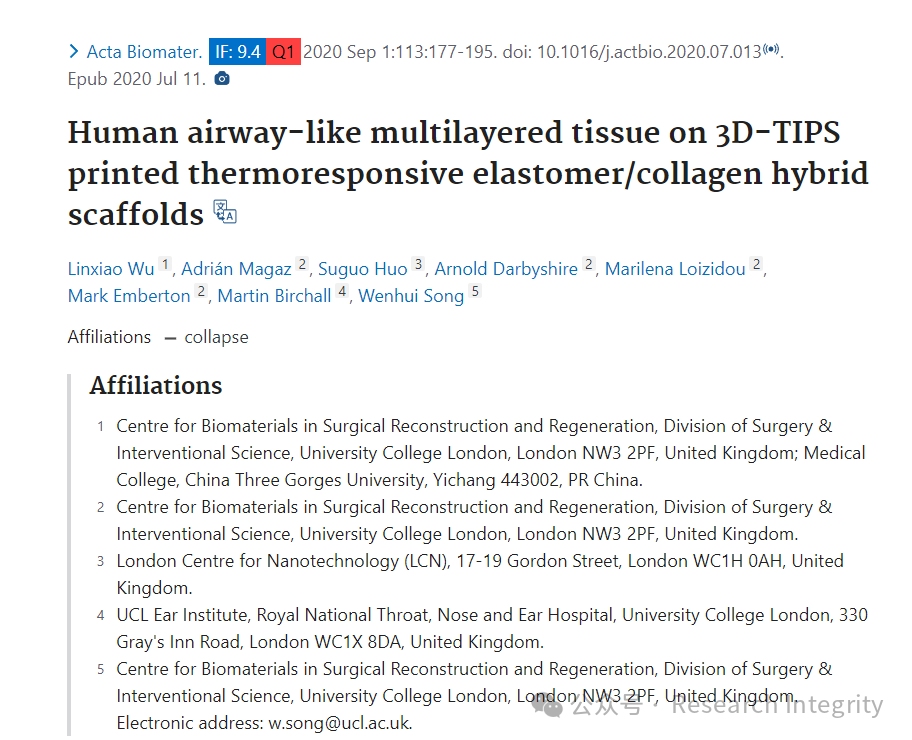 Acta Biomater. IF: 9.4 Q1 2020 Sep 1:113:177-195. doi: 10.1016/j.actbio.2020.07.013.
Epub 2020 Jul 11.
Human airway-like multilayered tissue on 3D-TIPS
printed thermoresponsive elastomer/collagen hybrid
scaffolds
Linxiao Wu 1, Adrián Magaz 2, Suguo Huo 3, Arnold Darbyshire 2, Marilena Loizidou 2,
Mark Emberton 2, Martin Birchall 4, Wenhui Song 5
Affiliations — collapse
Affiliations
1 Centre for Biomaterials in Surgical Reconstruction and Regeneration, Division of Surgery &
Interventional Science, University College London, London NW3 2PF, United Kingdom; Medical
College, China Three Gorges University, Yichang 443002, PR China.
2 Centre for Biomaterials in Surgical Reconstruction and Regeneration, Division of Surgery &
Interventional Science, University College London, London NW3 2PF, United Kingdom.
3 London Centre for Nanotechnology (LCN), 17-19 Gordon Street, London WC1H 0AH, United
Kingdom.
4 UCL Ear Institute, Royal National Throat, Nose and Ear Hospital, University College London, 330
Gray's Inn Road, London WC1X 8DA, United Kingdom.
5 Centre for Biomaterials in Surgical Reconstruction and Regeneration, Division of Surgery &
Interventional Science, University College London, London NW3 2PF, United Kingdom.
Electronic address: w.song@ucl.ac.uk.
公众号 · Research Integrity